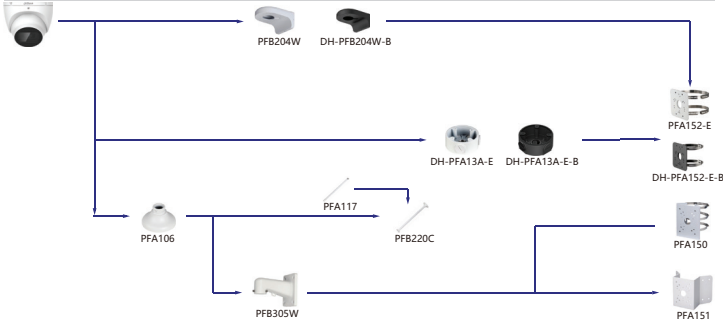 PFB204W
DH-PFB204W-B
PFA152-E
DH-PFA13A-E
DH-PFA13A-E-B
DH-PFA152-E-B
PFA117
PFA106
PFB220C
PFA150
PFB305W
PFA151